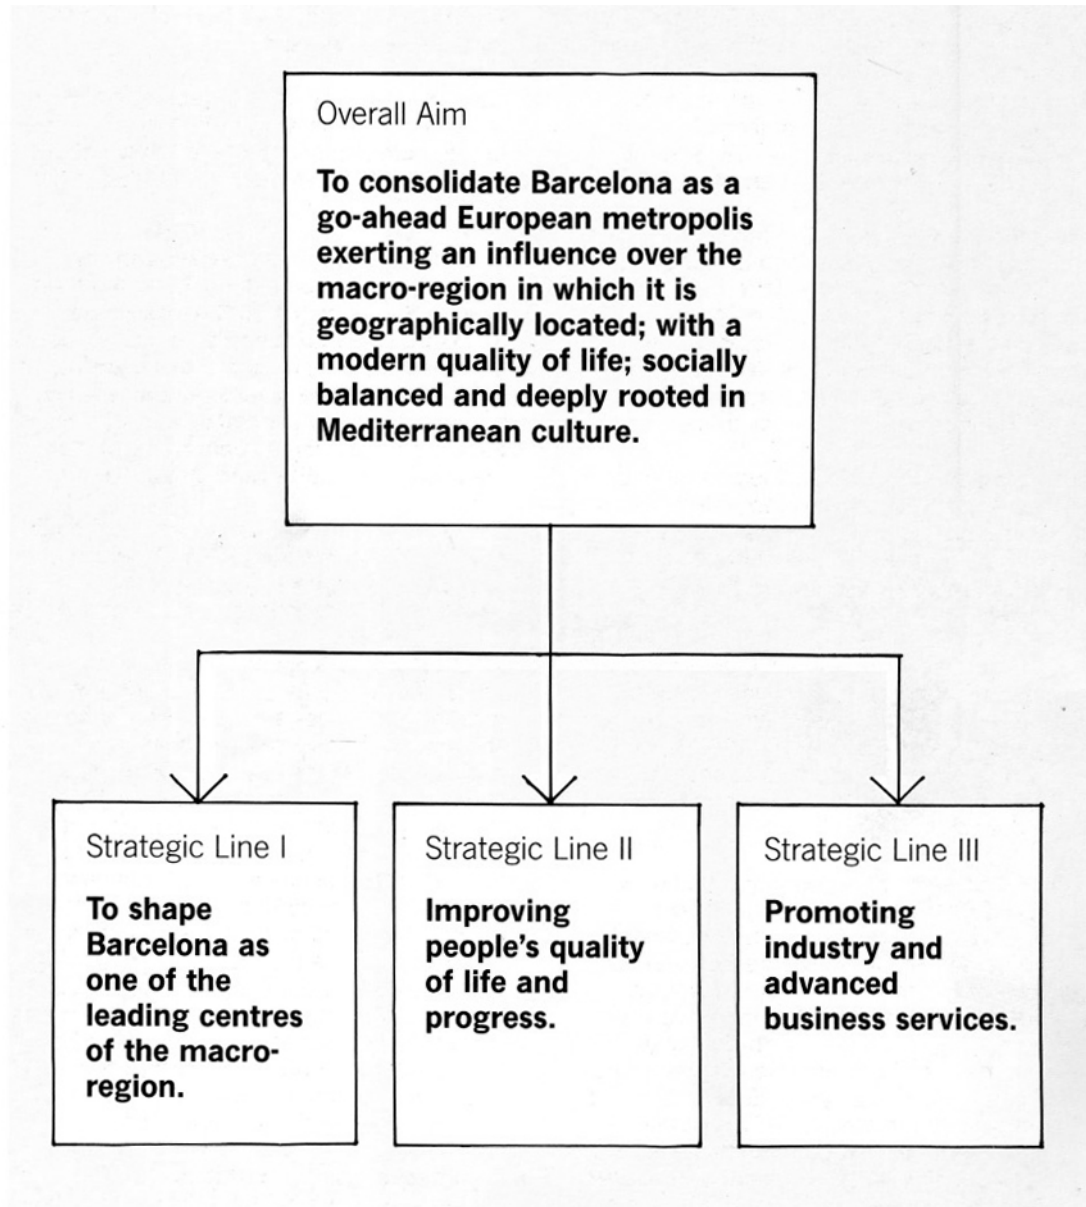 Overall Aim
To consolidate Barcelona as a
go-ahead European metropolis
exerting an influence over the
macro-region in which it is
geographically located; with a
modern quality of life; socially
balanced and deeply rooted in
Mediterranean culture.
Strategic Line I
To shape
Barcelona as
one of the
leading centres
of the macro-
region.
Strategic Line II
Improving
people's quality
of life and
progress.
Strategic Line III
Promoting
industry and
advanced
business services.